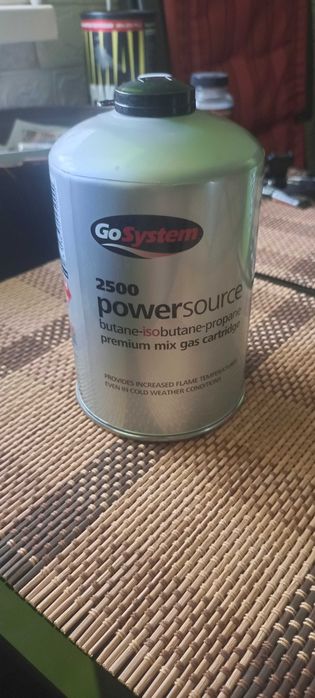 GoSystem
2500
powersource
butane-isobutane-propane
premium mix gas cartridge
PROVIDES INCREASED FLAME TEMPERATURE
EVEN IN COLD WEATHER CONDITIONS